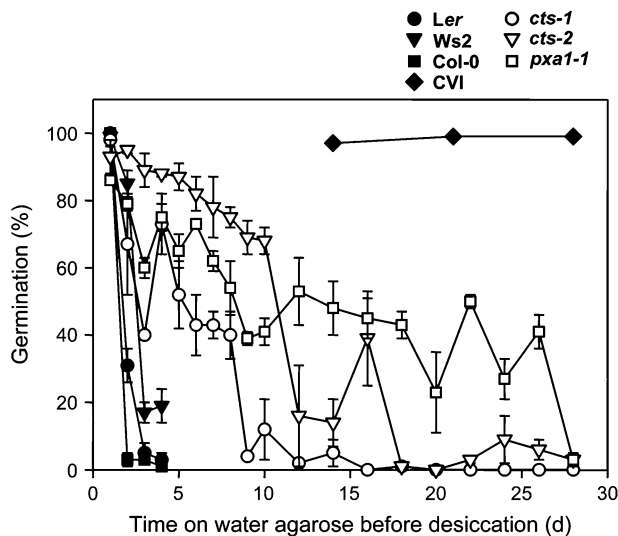 Ler cts-1
Ws2 cts-2
Col-0 pxa1-1
CVI
100
80
60
40
20
0
Germination (%)
0 5 10 15 20 25 30
Time on water agarose before desiccation (d)